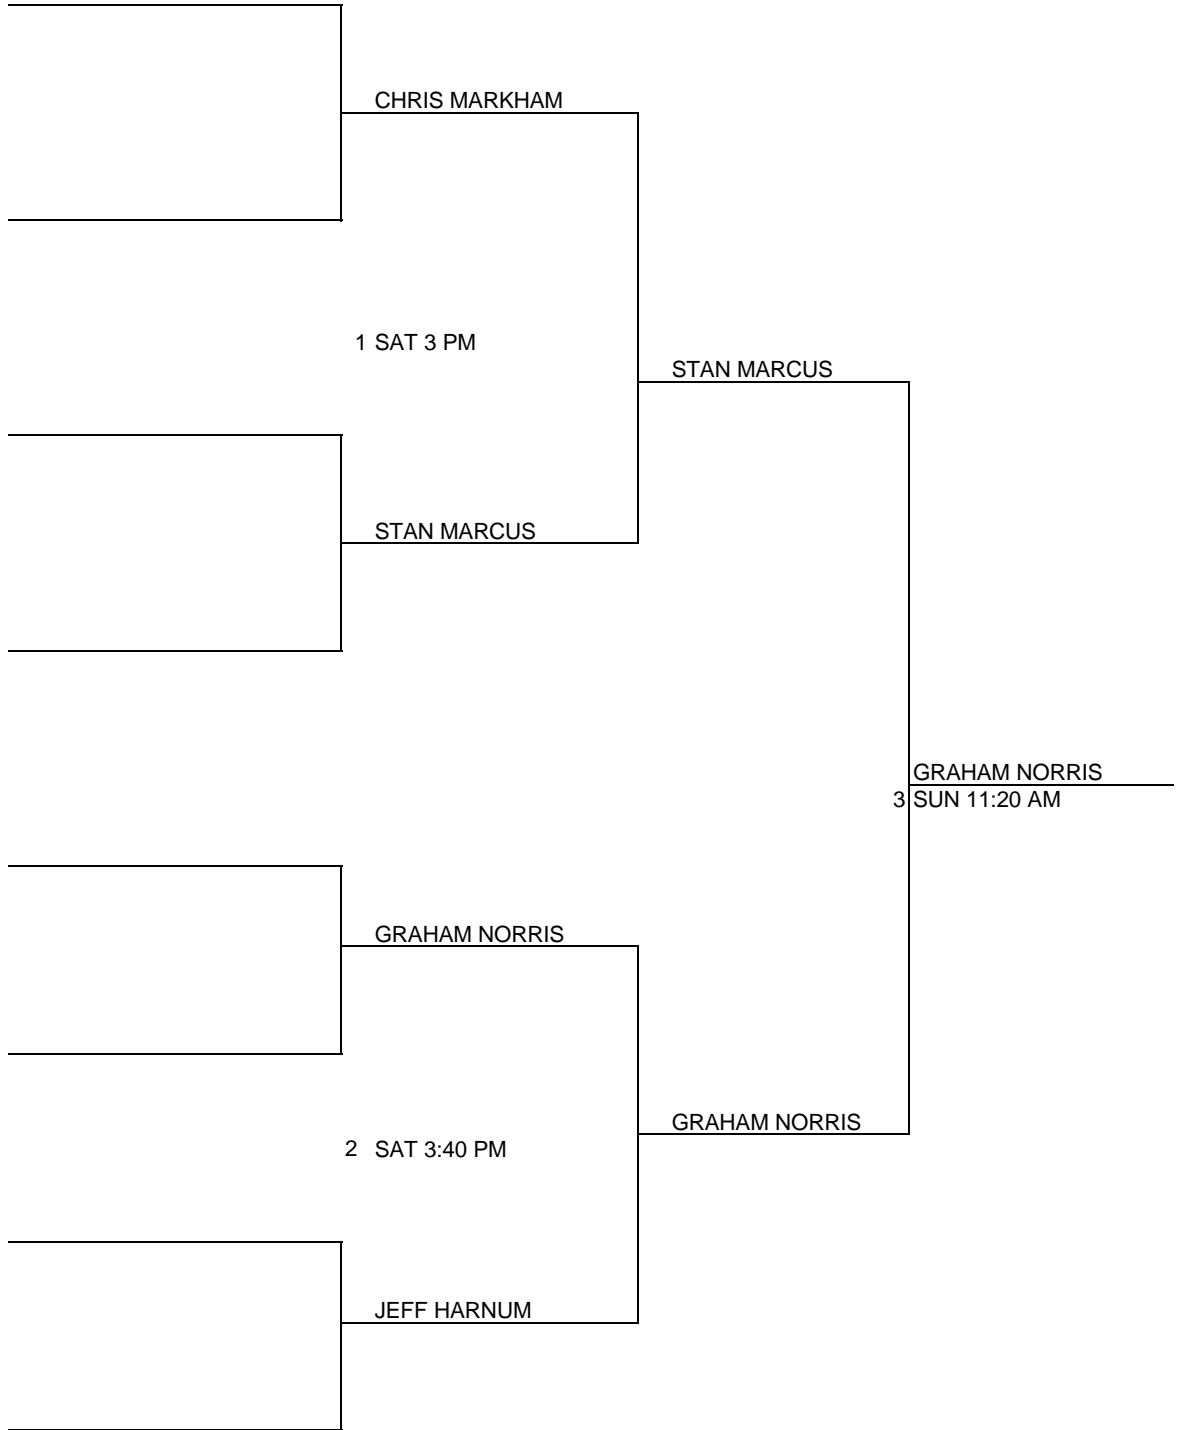 CHRIS MARKHAM
1 SAT 3 PM
STAN MARCUS
STAN MARCUS
GRAHAM NORRIS
3 SUN 11:20 AM
GRAHAM NORRIS
GRAHAM NORRIS
2 SAT 3:40 PM
JEFF HARNUM